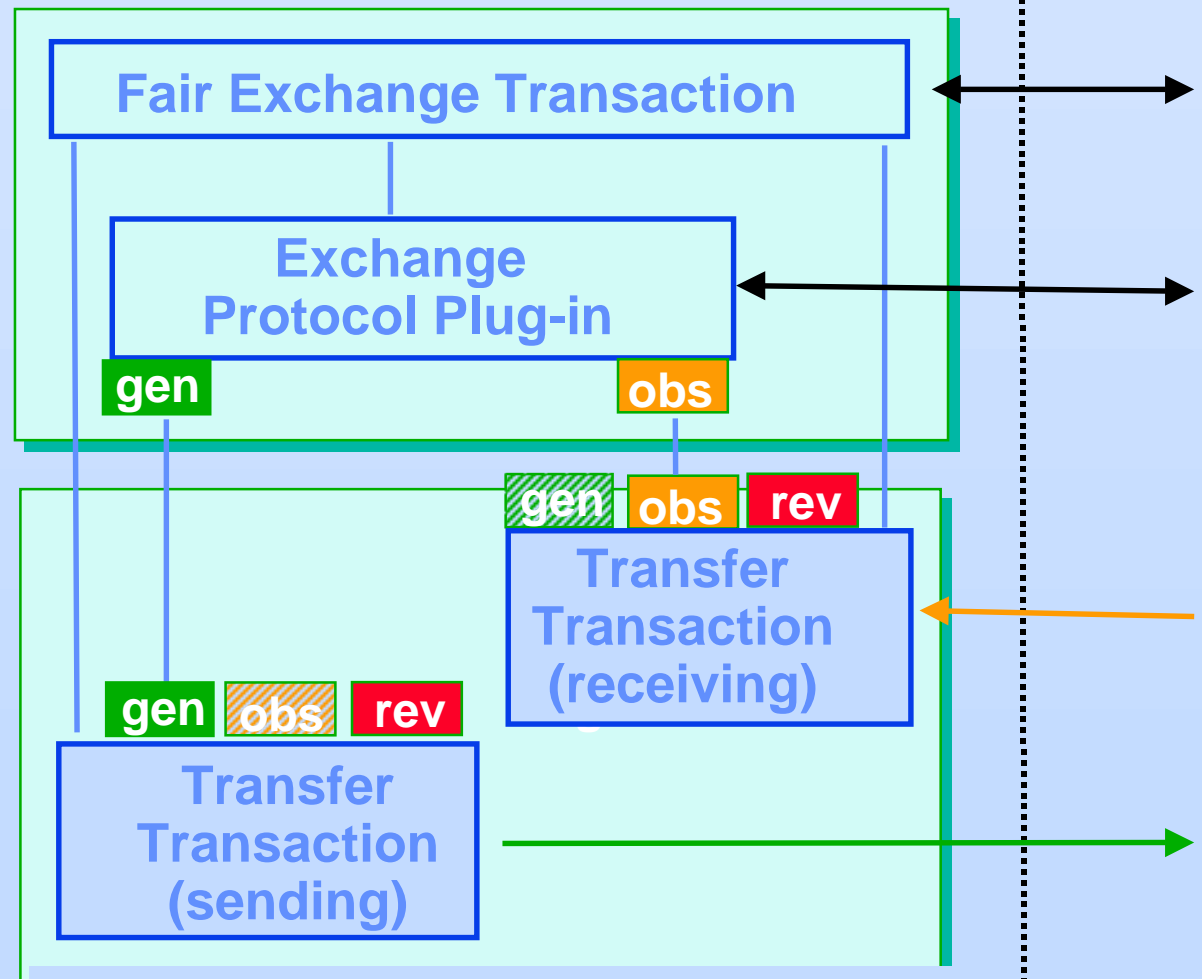 Fair Exchange Transaction
Exchange
Protocol Plug-in
gen
obs
gen obs rev
Transfer
Transaction
(receiving)
gen obs rev
Transfer
Transaction
(sending)